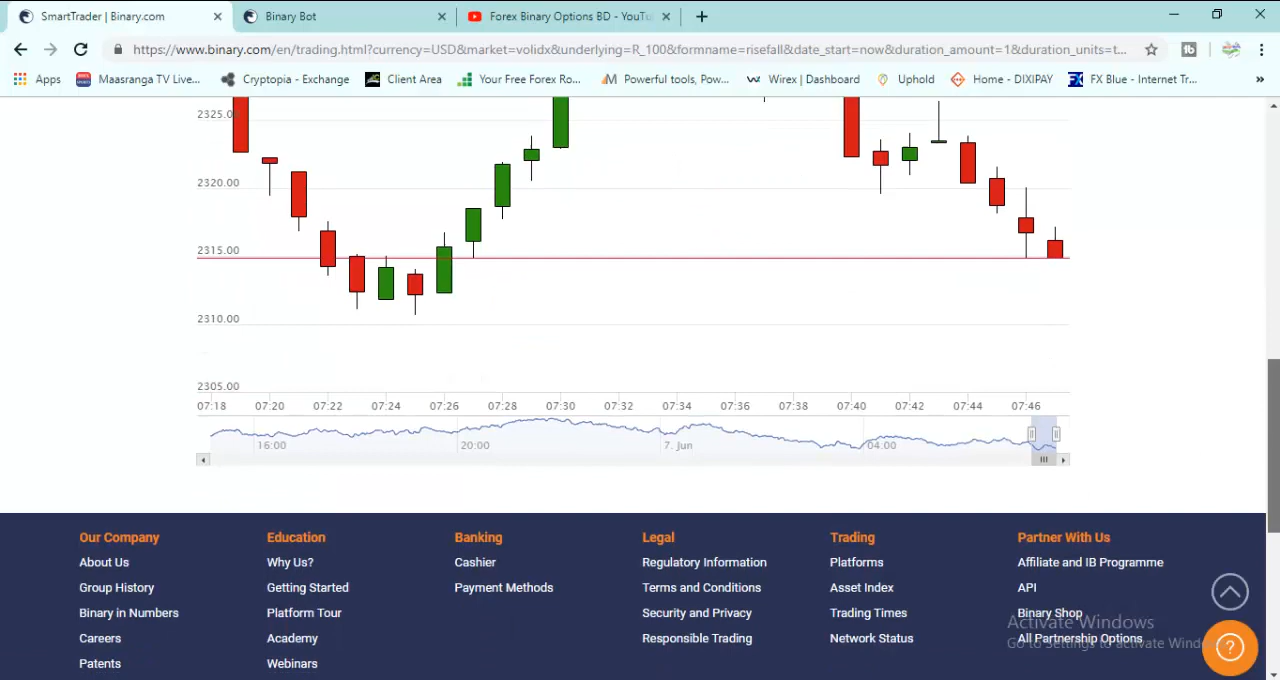 SmartTrader | Binary.com
Binary Bot
Forex Binary Options BD - YouTu
https://www.binary.com/en/trading.html?currency=USD&market=volidx&underlying=R_100&formname=risefall&date_start=now&duration_amount=1&duration_units=t...
Apps Maasranga TV Live... Cryptopia - Exchange Client Area Your Free Forex Ro... Powerful tools, Pow... Wirex | Dashboard Uphold Home - DIXIPAY FX Blue - Internet Tr... »
2325.00
2320.00
2315.00
2310.00
2305.00
07:18 07:20 07:22 07:24 07:26 07:28 07:30 07:32 07:34 07:36 07:38 07:40 07:42 07:44 07:46
16:00 20:00 7. Jun 04:00
Our Company Education Banking Legal Trading Partner With Us
About Us Why Us? Cashier Regulatory Information Platforms Affiliate and IB Programme
Group History Getting Started Payment Methods Terms and Conditions Asset Index API
Binary in Numbers Platform Tour Security and Privacy Trading Times Binary Shop
Careers Academy Responsible Trading Network Status All Partnership Options
Patents Webinars
Activate Windows
Go to Settings to activate Wind
?